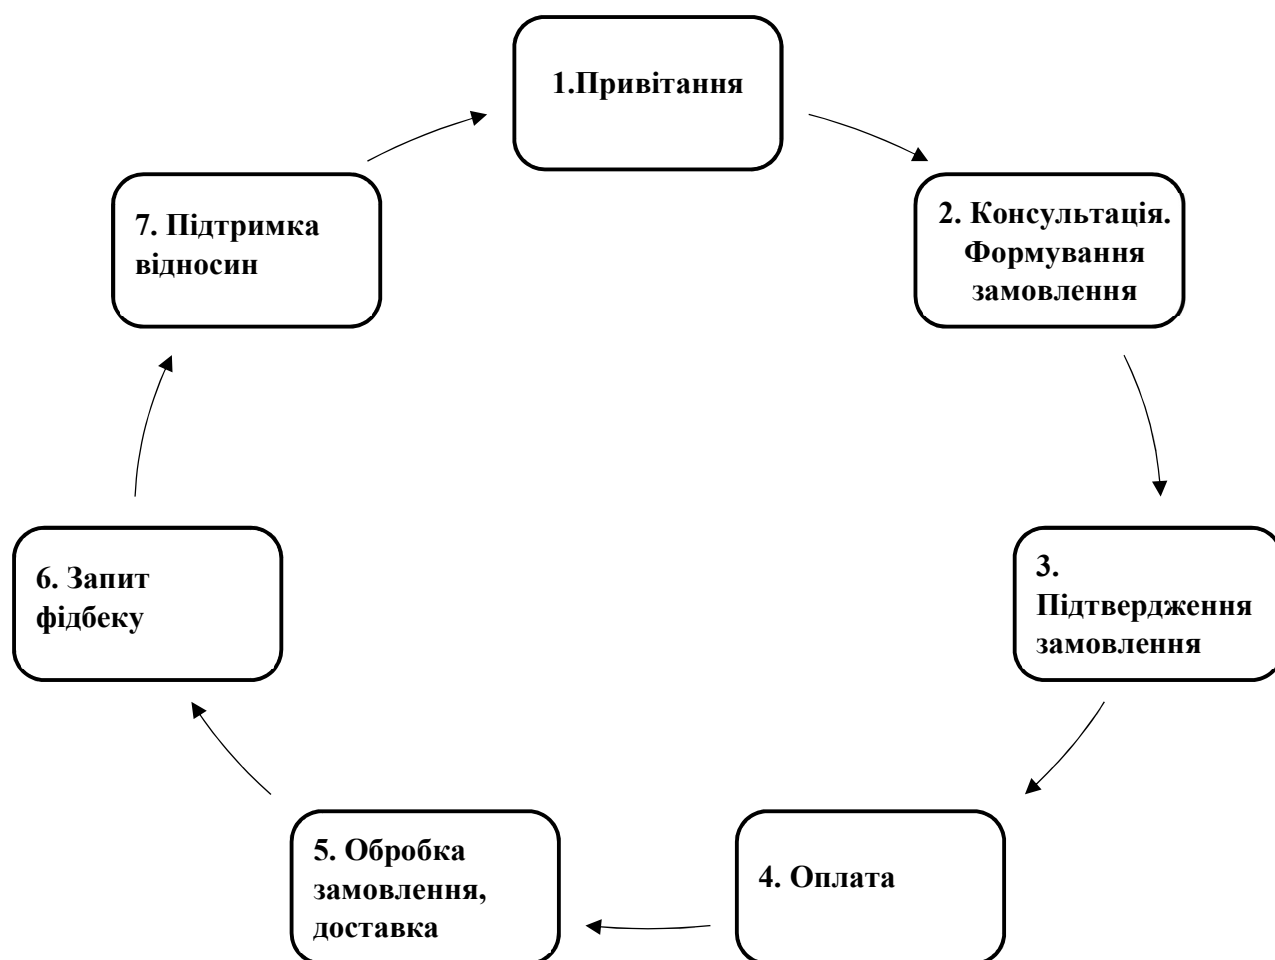 1.Привітання
2. Консультація.
Формування
замовлення
3.
Підтвердження
замовлення
4. Оплата
5. Обробка
замовлення,
доставка
6. Запит
фідбеку
7. Підтримка
відносин